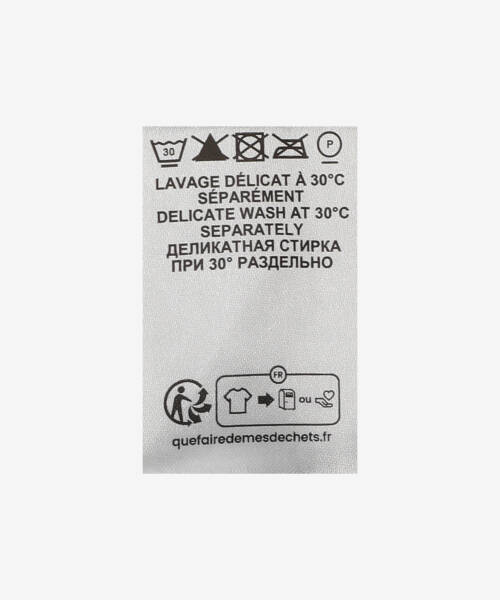 30 P
LAVAGE DÉLICAT À 30°C
SÉPARÉMENT
DELICATE WASH AT 30°C
SEPARATELY
ДЕЛИКАТНАЯ СТИРКА
ПРИ 30° РАЗДЕЛЬНО
FR
ou
quefairedemesdechets.fr